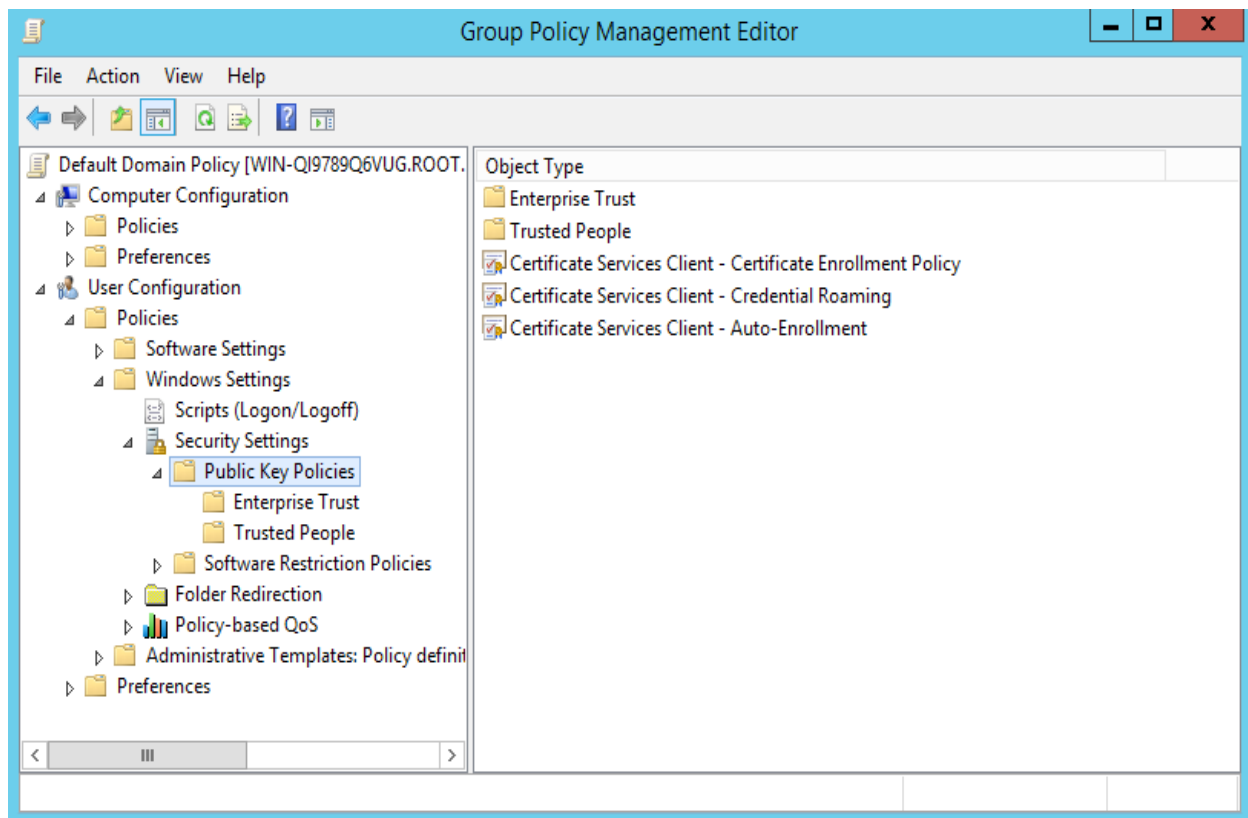 Group Policy Management Editor
File Action View Help
Default Domain Policy [WIN-QI9789Q6VUG.ROOT.
Computer Configuration
Policies
Preferences
User Configuration
Policies
Software Settings
Windows Settings
Scripts (Logon/Logoff)
Security Settings
Public Key Policies
Enterprise Trust
Trusted People
Software Restriction Policies
Folder Redirection
Policy-based QoS
Administrative Templates: Policy definit
Preferences
Object Type
Enterprise Trust
Trusted People
Certificate Services Client - Certificate Enrollment Policy
Certificate Services Client - Credential Roaming
Certificate Services Client - Auto-Enrollment